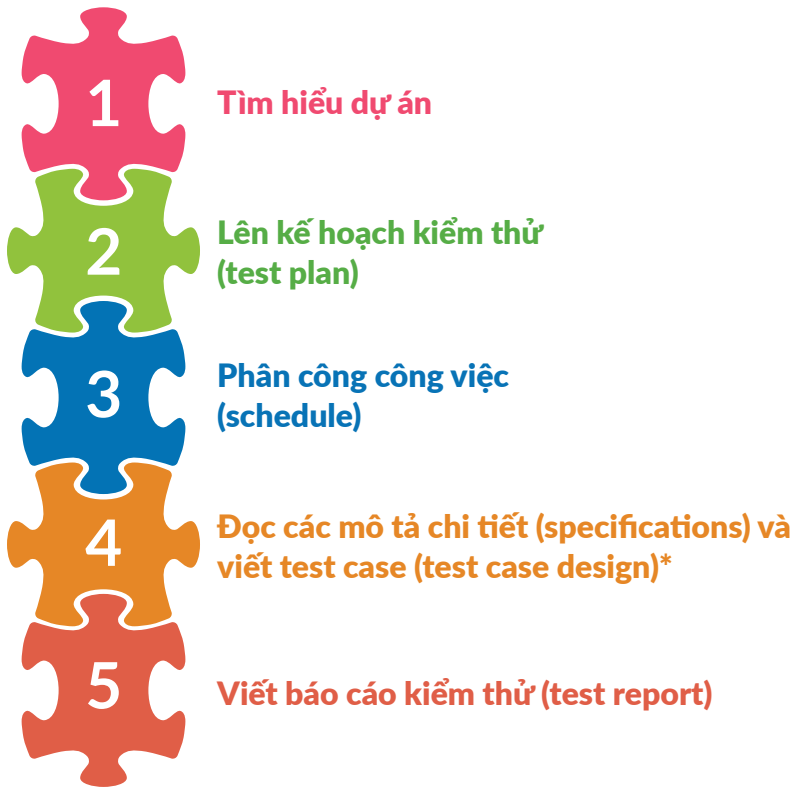 1
Tìm hiểu dự án
2
Lên kế hoạch kiểm thử
(test plan)
3
Phân công công việc
(schedule)
4
Đọc các mô tả chi tiết (specifications) và
viết test case (test case design)*
5
Viết báo cáo kiểm thử (test report)